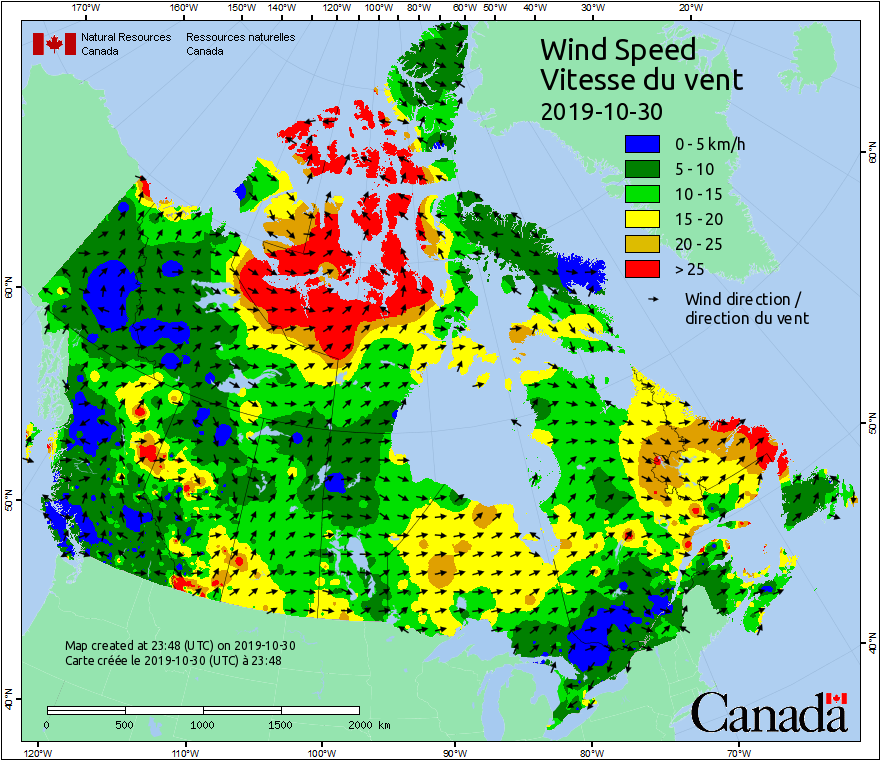 170°W 160°W 150°W 140°W 130°W 120°W 110°W 100°W 90°W 80°W 70°W 60°W 50°W 40°W 30°W 20°W
Natural Resources Ressources naturelles
Canada Canada
Wind Speed
Vitesse du vent
2019-10-30
0 - 5 km/h
5 - 10
10 - 15
15 - 20
20 - 25
> 25
Wind direction /
direction du vent
60°N 60°N
50°N 50°N
40°N 40°N
Map created at 23:48 (UTC) on 2019-10-30
Carte créée le 2019-10-30 (UTC) à 23:48
0 500 1000 1500 2000 km
Canada
120°W 110°W 100°W 90°W 80°W 70°W